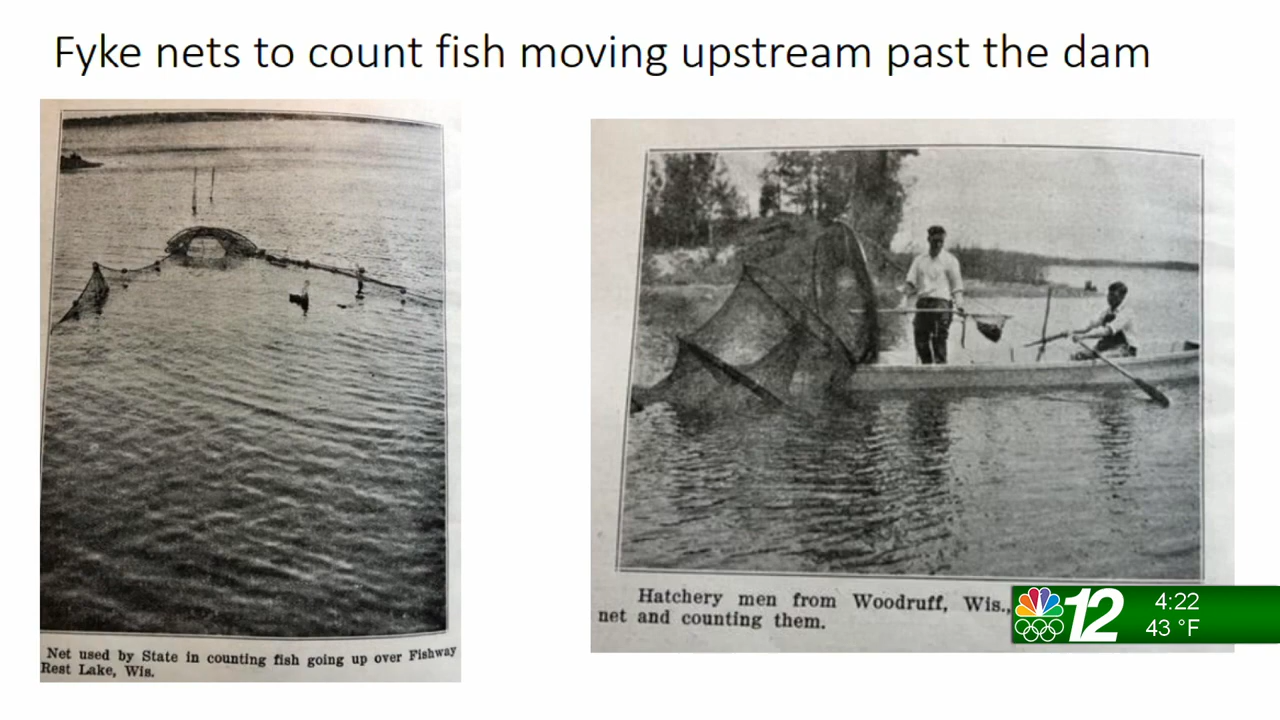 Fyke nets to count fish moving upstream past the dam
Net used by State in counting fish going up over Fishway
Rest Lake, Wis.
Hatchery men from Woodruff, Wis.,
net and counting them.
12
4:22
43 °F